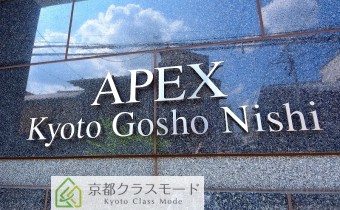 APEX
Kyoto Gosho Nishi
京都クラスモード
Kyoto Class Mode